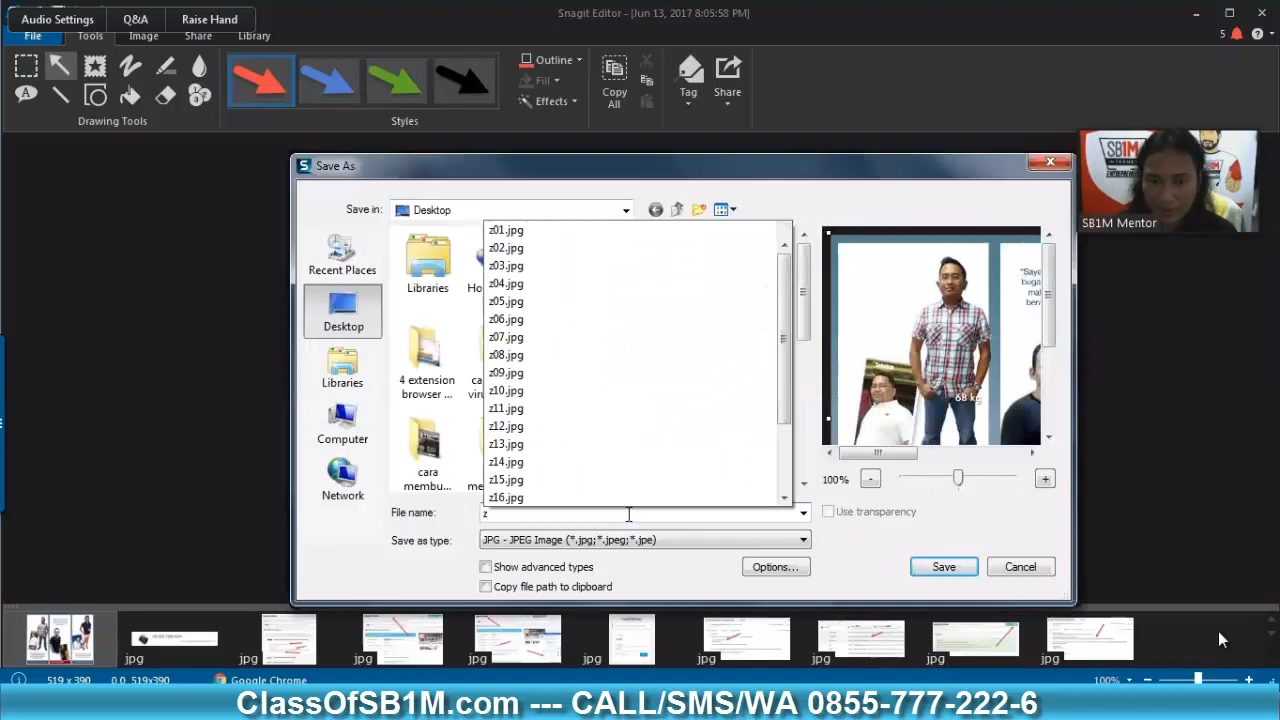 Audio Settings
Q&A
Raise Hand
Snagit Editor - [Jun 13, 2017 8:05:58 PM]
File
Tools
Image
Share
Library
5
Outline
Fill
Effects
Copy
All
Tag
Share
Drawing Tools
Styles
SB1M
SB1M Mentor
Save As
Save in:
Desktop
Recent Places
Desktop
Libraries
Computer
Network
Libraries
4 extension
browser ...
cara
membu...
z01.jpg
z02.jpg
z03.jpg
z04.jpg
z05.jpg
z06.jpg
z07.jpg
z08.jpg
z09.jpg
z10.jpg
z11.jpg
z12.jpg
z13.jpg
z14.jpg
z15.jpg
z16.jpg
68 kg
100%
-
+
File name:
z
Use transparency
Save as type:
JPG - JPEG Image (*.jpg;*.jpeg;*.jpe)
Show advanced types
Options...
Save
Cancel
Copy file path to clipboard
jpg
jpg
jpg
jpg
jpg
jpg
jpg
jpg
jpg
519 x 390
0,0 519x390
Google Chrome
100%
ClassOfSB1M.com --- CALL/SMS/WA 0855-777-222-6